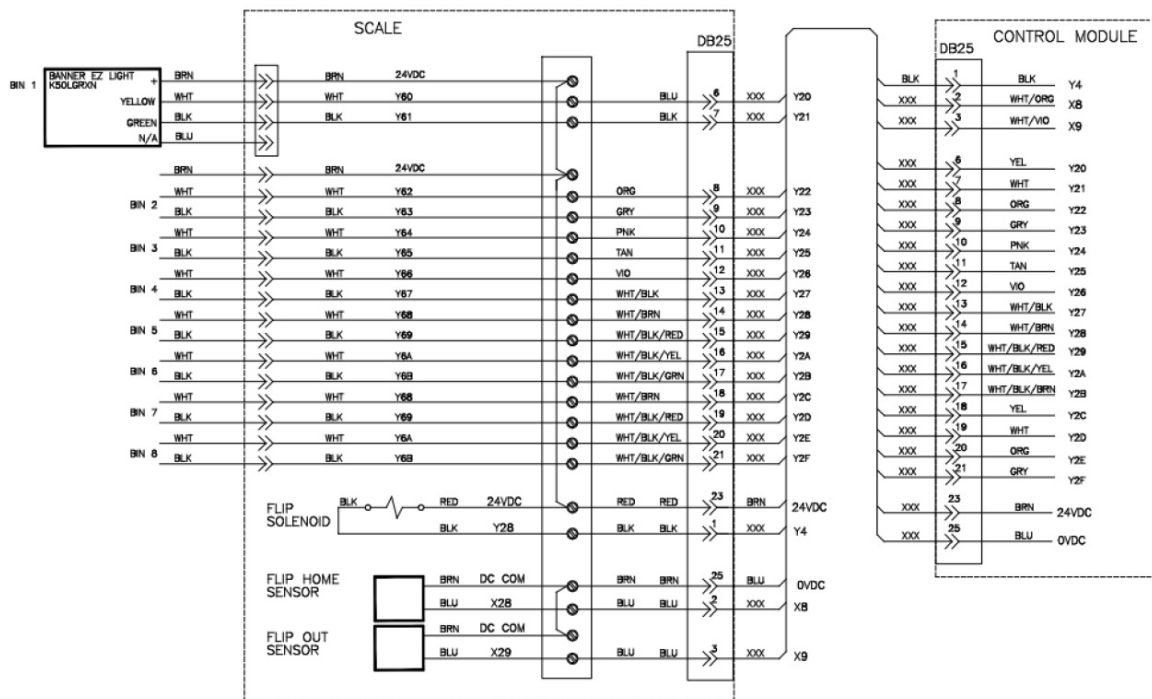 SCALE
DB25
CONTROL MODULE
DB25
BIN 1 BANNER EZ LIGHT K50LGRXN + BRN BRN 24VDC
YELLOW WHT WHT Y60 BLU 6 XXX Y20
GREEN BLK BLK Y61 BLK 7 XXX Y21
N/A BLU
BRN BRN 24VDC
BIN 2
WHT WHT Y62 ORG 8 XXX Y22
BLK BLK Y63 GRY 9 XXX Y23
BIN 3
WHT WHT Y64 PNK 10 XXX Y24
BLK BLK Y65 TAN 11 XXX Y25
BIN 4
WHT WHT Y66 VIO 12 XXX Y26
BLK BLK Y67 WHT/BLK 13 XXX Y27
BIN 5
WHT WHT Y68 WHT/BRN 14 XXX Y28
BLK BLK Y69 WHT/BLK/RED 15 XXX Y29
BIN 6
WHT WHT Y6A WHT/BLK/YEL 16 XXX Y2A
BLK BLK Y6B WHT/BLK/GRN 17 XXX Y2B
BIN 7
WHT WHT Y68 WHT/BRN 18 XXX Y2C
BLK BLK Y69 WHT/BLK/RED 19 XXX Y2D
BIN 8
WHT WHT Y6A WHT/BLK/YEL 20 XXX Y2E
BLK BLK Y6B WHT/BLK/GRN 21 XXX Y2F
FLIP
SOLENOID
BLK RED 24VDC RED RED 23 BRN 24VDC
BLK Y28 BLK BLK 1 XXX Y4
FLIP HOME
SENSOR
BRN DC COM BRN BRN 25 BLU 0VDC
BLU X28 BLU BLU 2 XXX X8
FLIP OUT
SENSOR
BRN DC COM
BLU X29 BLU BLU 3 XXX X9
BLK 1 BLK Y4
XXX 2 WHT/ORG X8
XXX 3 WHT/VIO X9
XXX 6 YEL Y20
XXX 7 WHT Y21
XXX 8 ORG Y22
XXX 9 GRY Y23
XXX 10 PNK Y24
XXX 11 TAN Y25
XXX 12 VIO Y26
XXX 13 WHT/BLK Y27
XXX 14 WHT/BRN Y28
XXX 15 WHT/BLK/RED Y29
XXX 16 WHT/BLK/YEL Y2A
XXX 17 WHT/BLK/BRN Y2B
XXX 18 YEL Y2C
XXX 19 WHT Y2D
XXX 20 ORG Y2E
XXX 21 GRY Y2F
XXX 23 BRN 24VDC
XXX 25 BLU 0VDC